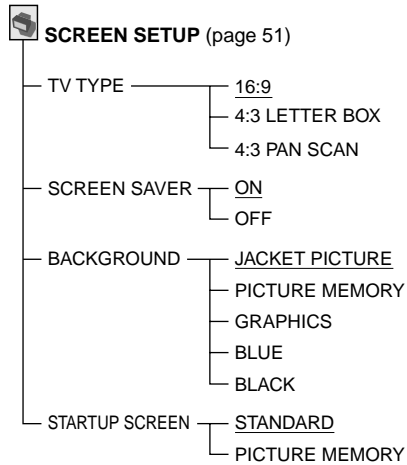 SCREEN SETUP (page 51)
TV TYPE 16:9
4:3 LETTER BOX
4:3 PAN SCAN
SCREEN SAVER ON
OFF
BACKGROUND JACKET PICTURE
PICTURE MEMORY
GRAPHICS
BLUE
BLACK
STARTUP SCREEN STANDARD
PICTURE MEMORY